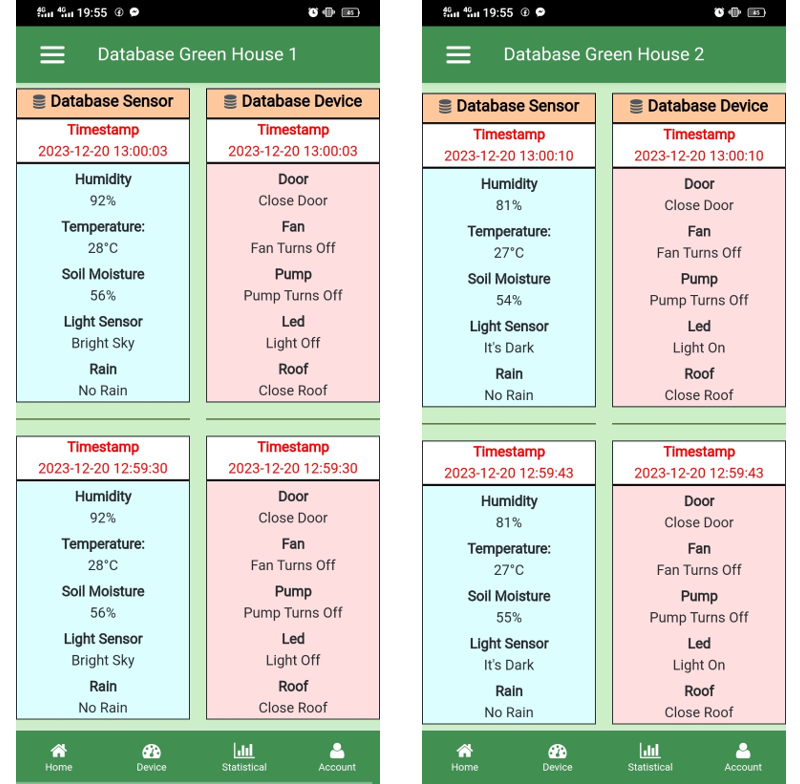 4G 4G 19:55 85
Database Green House 1
Database Sensor
Timestamp
2023-12-20 13:00:03
Humidity
92%
Temperature:
28°C
Soil Moisture
56%
Light Sensor
Bright Sky
Rain
No Rain
Database Device
Timestamp
2023-12-20 13:00:03
Door
Close Door
Fan
Fan Turns Off
Pump
Pump Turns Off
Led
Light Off
Roof
Close Roof
Timestamp
2023-12-20 12:59:30
Humidity
92%
Temperature:
28°C
Soil Moisture
56%
Light Sensor
Bright Sky
Rain
No Rain
Timestamp
2023-12-20 12:59:30
Door
Close Door
Fan
Fan Turns Off
Pump
Pump Turns Off
Led
Light Off
Roof
Close Roof
Home Device Statistical Account
4G 4G 19:55 85
Database Green House 2
Database Sensor
Timestamp
2023-12-20 13:00:10
Humidity
81%
Temperature:
27°C
Soil Moisture
54%
Light Sensor
It's Dark
Rain
No Rain
Database Device
Timestamp
2023-12-20 13:00:10
Door
Close Door
Fan
Fan Turns Off
Pump
Pump Turns Off
Led
Light On
Roof
Close Roof
Timestamp
2023-12-20 12:59:43
Humidity
81%
Temperature:
27°C
Soil Moisture
55%
Light Sensor
It's Dark
Rain
No Rain
Timestamp
2023-12-20 12:59:43
Door
Close Door
Fan
Fan Turns Off
Pump
Pump Turns Off
Led
Light On
Roof
Close Roof
Home Device Statistical Account